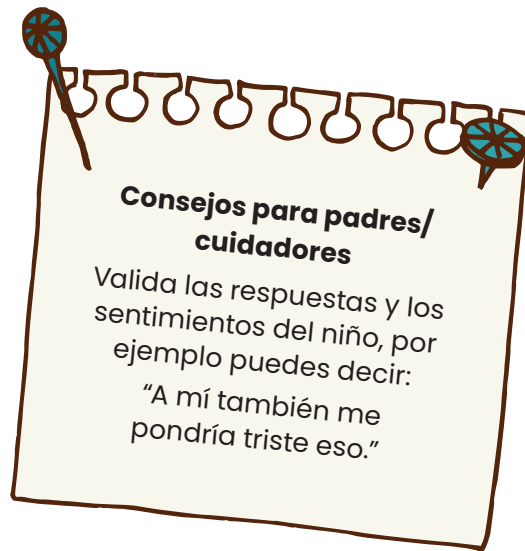 Consejos para padres/
cuidadores
Valida las respuestas y los
sentimientos del niño, por
ejemplo puedes decir:
“A mí también me
pondría triste eso.”